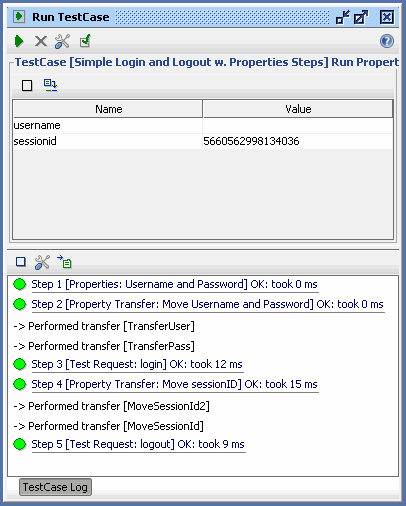 Run TestCase
TestCase [Simple Login and Logout w. Properties Steps] Run Propert
Name Value
username
sessionid 5660562998134036
Step 1 [Properties: Username and Password] OK: took 0 ms
Step 2 [Property Transfer: Move Username and Password] OK: took 0 ms
-> Performed transfer [TransferUser]
-> Performed transfer [TransferPass]
Step 3 [Test Request: login] OK: took 12 ms
Step 4 [Property Transfer: Move sessionID] OK: took 15 ms
-> Performed transfer [MoveSessionId2]
-> Performed transfer [MoveSessionId]
Step 5 [Test Request: logout] OK: took 9 ms
TestCase Log